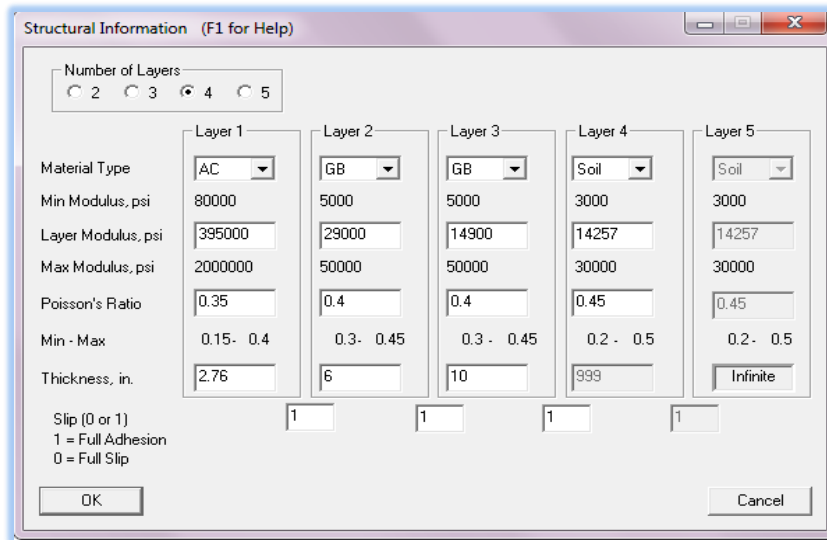 Structural Information (F1 for Help)
Number of Layers
2 3 4 5
Layer 1 Layer 2 Layer 3 Layer 4 Layer 5
Material Type AC GB GB Soil Soil
Min Modulus, psi 80000 5000 5000 3000 3000
Layer Modulus, psi 395000 29000 14900 14257 14257
Max Modulus, psi 2000000 50000 50000 30000 30000
Poisson's Ratio 0.35 0.4 0.4 0.45 0.45
Min - Max 0.15- 0.4 0.3- 0.45 0.3 - 0.45 0.2 - 0.5 0.2- 0.5
Thickness, in. 2.76 6 10 999 Infinite
Slip (0 or 1) 1 1 1 1
1 = Full Adhesion
0 = Full Slip
OK Cancel